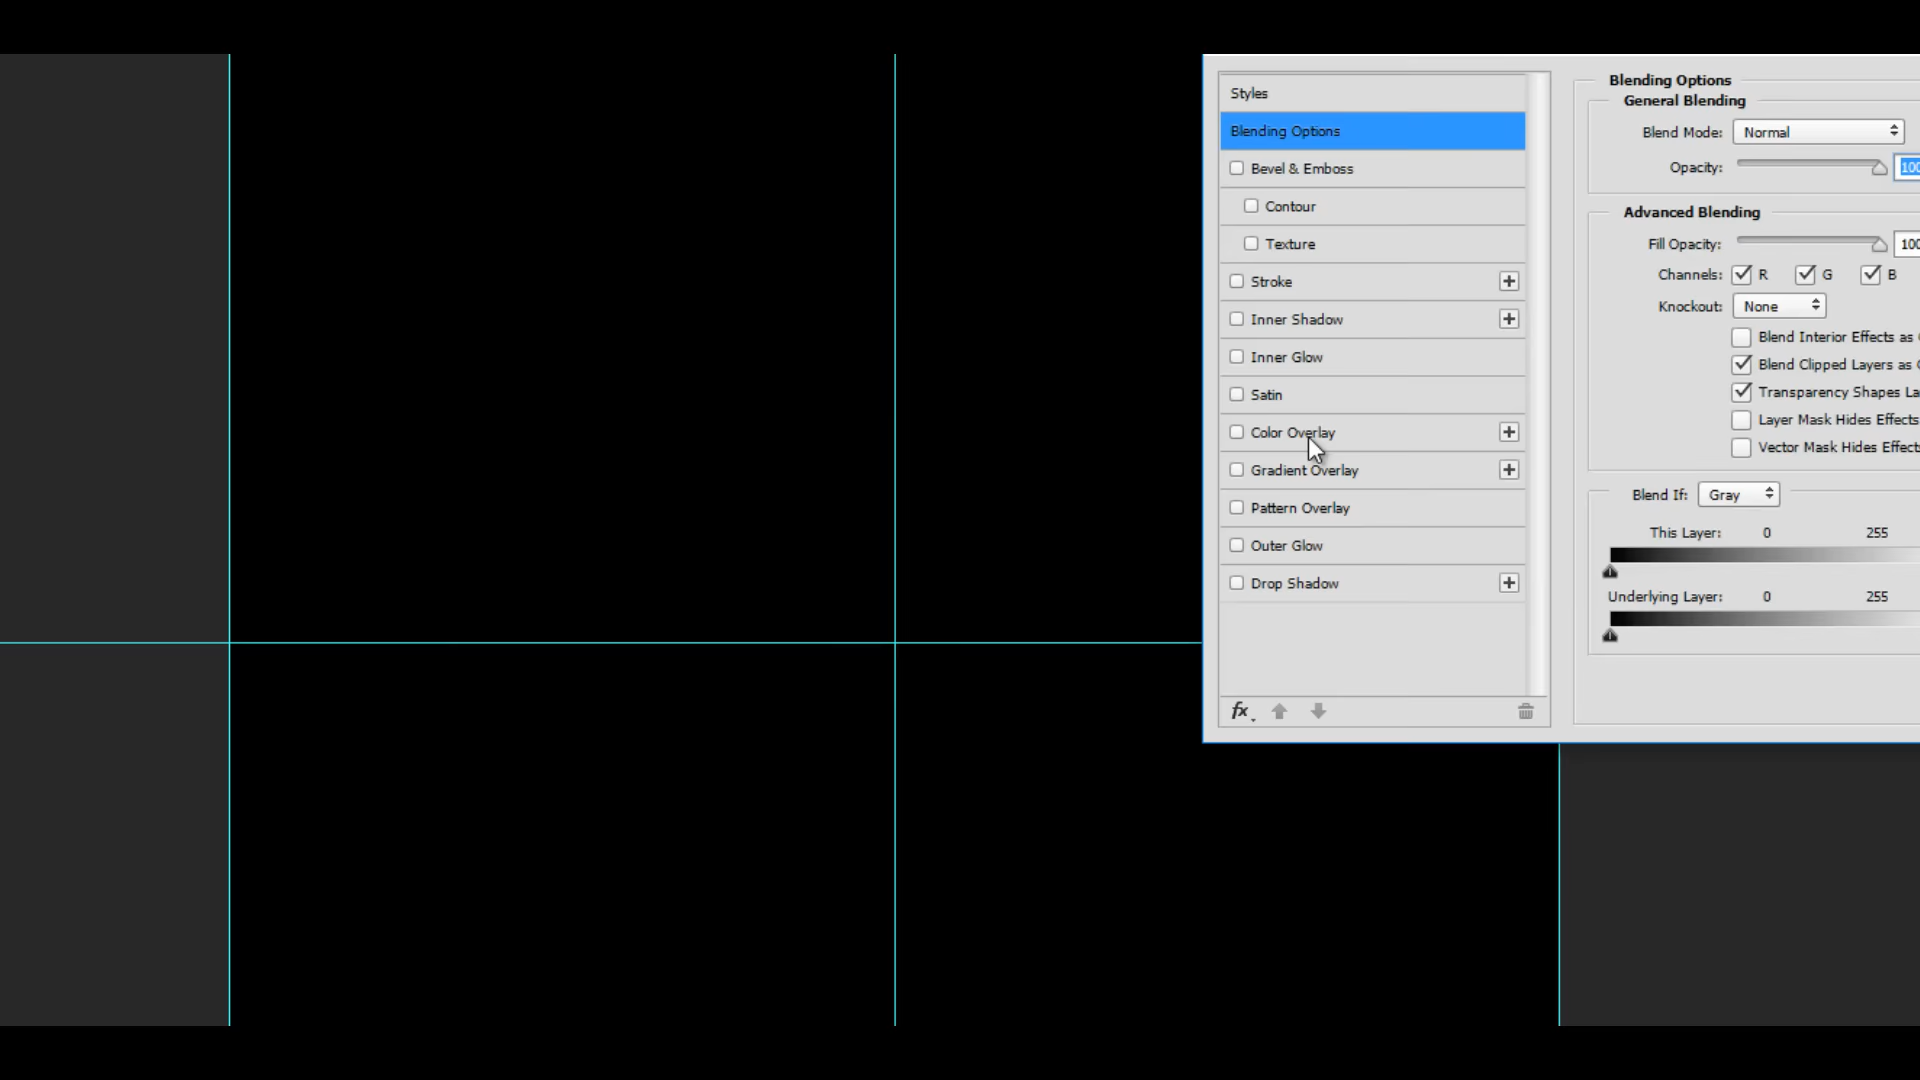 Styles
Blending Options
Bevel & Emboss
Contour
Texture
Stroke
Inner Shadow
Inner Glow
Satin
Color Overlay
Gradient Overlay
Pattern Overlay
Outer Glow
Drop Shadow
fx
Blending Options
General Blending
Blend Mode: Normal
Opacity: 100
Advanced Blending
Fill Opacity: 100
Channels: R G B
Knockout: None
Blend Interior Effects as
Blend Clipped Layers as
Transparency Shapes La
Layer Mask Hides Effects
Vector Mask Hides Effect
Blend If: Gray
This Layer: 0 255
Underlying Layer: 0 255